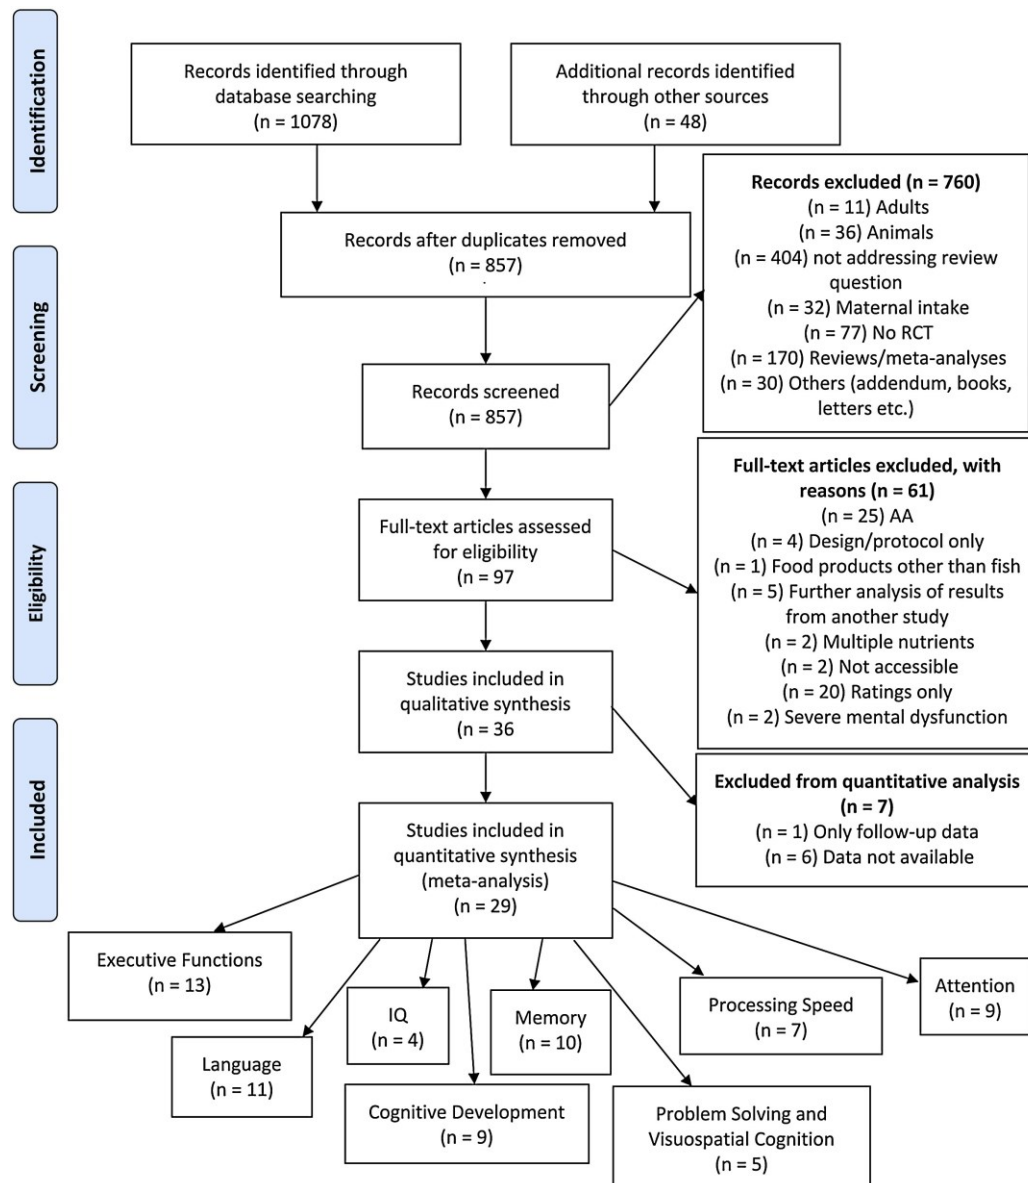 Identification
Records identified through
database searching
(n = 1078)
Additional records identified
through other sources
(n = 48)
Records after duplicates removed
(n = 857)
Records excluded (n = 760)
(n = 11) Adults
(n = 36) Animals
(n = 404) not addressing review
question
(n = 32) Maternal intake
(n = 77) No RCT
(n = 170) Reviews/meta-analyses
(n = 30) Others (addendum, books,
letters etc.)
Screening
Records screened
(n = 857)
Eligibility
Full-text articles assessed
for eligibility
(n = 97
Full-text articles excluded, with
reasons (n = 61)
(n = 25) AA
(n = 4) Design/protocol only
(n = 1) Food products other than fish
(n = 5) Further analysis of results
from another study
(n = 2) Multiple nutrients
(n = 2) Not accessible
(n = 20) Ratings only
(n = 2) Severe mental dysfunction
Studies included in
qualitative synthesis
(n = 36
Excluded from quantitative analysis
(n = 7)
(n = 1) Only follow-up data
(n = 6) Data not available
Included
Studies included in
quantitative synthesis
(meta-analysis)
(n = 29)
Executive Functions
(n = 13)
Language
(n = 11)
IQ
(n = 4)
Cognitive Development
(n = 9)
Memory
(n = 10)
Problem Solving and
Visuospatial Cognition
(n = 5)
Processing Speed
(n = 7)
Attention
(n = 9)